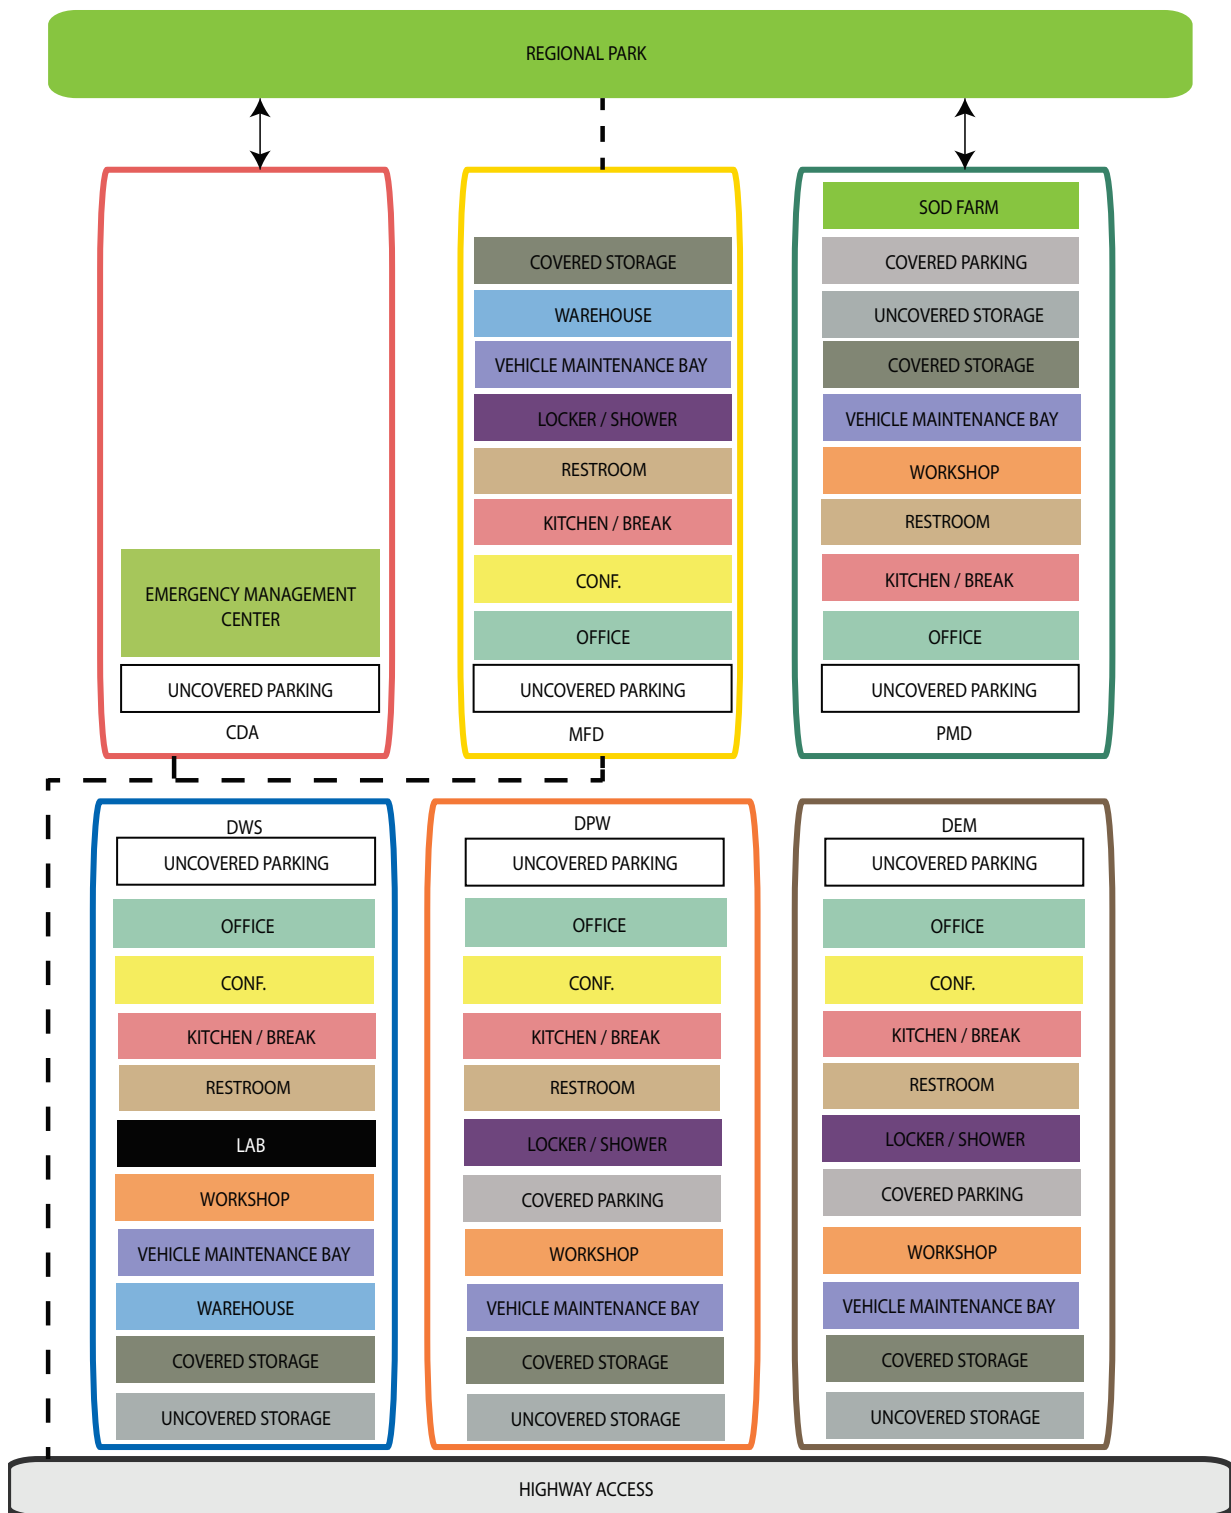 REGIONAL PARK
EMERGENCY MANAGEMENT
CENTER
UNCOVERED PARKING
CDA
COVERED STORAGE
WAREHOUSE
VEHICLE MAINTENANCE BAY
LOCKER / SHOWER
RESTROOM
KITCHEN / BREAK
CONF.
OFFICE
UNCOVERED PARKING
MFD
SOD FARM
COVERED PARKING
UNCOVERED STORAGE
COVERED STORAGE
VEHICLE MAINTENANCE BAY
WORKSHOP
RESTROOM
KITCHEN / BREAK
OFFICE
UNCOVERED PARKING
PMD
DWS
UNCOVERED PARKING
OFFICE
CONF.
KITCHEN / BREAK
RESTROOM
LAB
WORKSHOP
VEHICLE MAINTENANCE BAY
WAREHOUSE
COVERED STORAGE
UNCOVERED STORAGE
DPW
UNCOVERED PARKING
OFFICE
CONF.
KITCHEN / BREAK
RESTROOM
LOCKER / SHOWER
COVERED PARKING
WORKSHOP
VEHICLE MAINTENANCE BAY
COVERED STORAGE
UNCOVERED STORAGE
DEM
UNCOVERED PARKING
OFFICE
CONF.
KITCHEN / BREAK
RESTROOM
LOCKER / SHOWER
COVERED PARKING
WORKSHOP
VEHICLE MAINTENANCE BAY
COVERED STORAGE
UNCOVERED STORAGE
HIGHWAY ACCESS